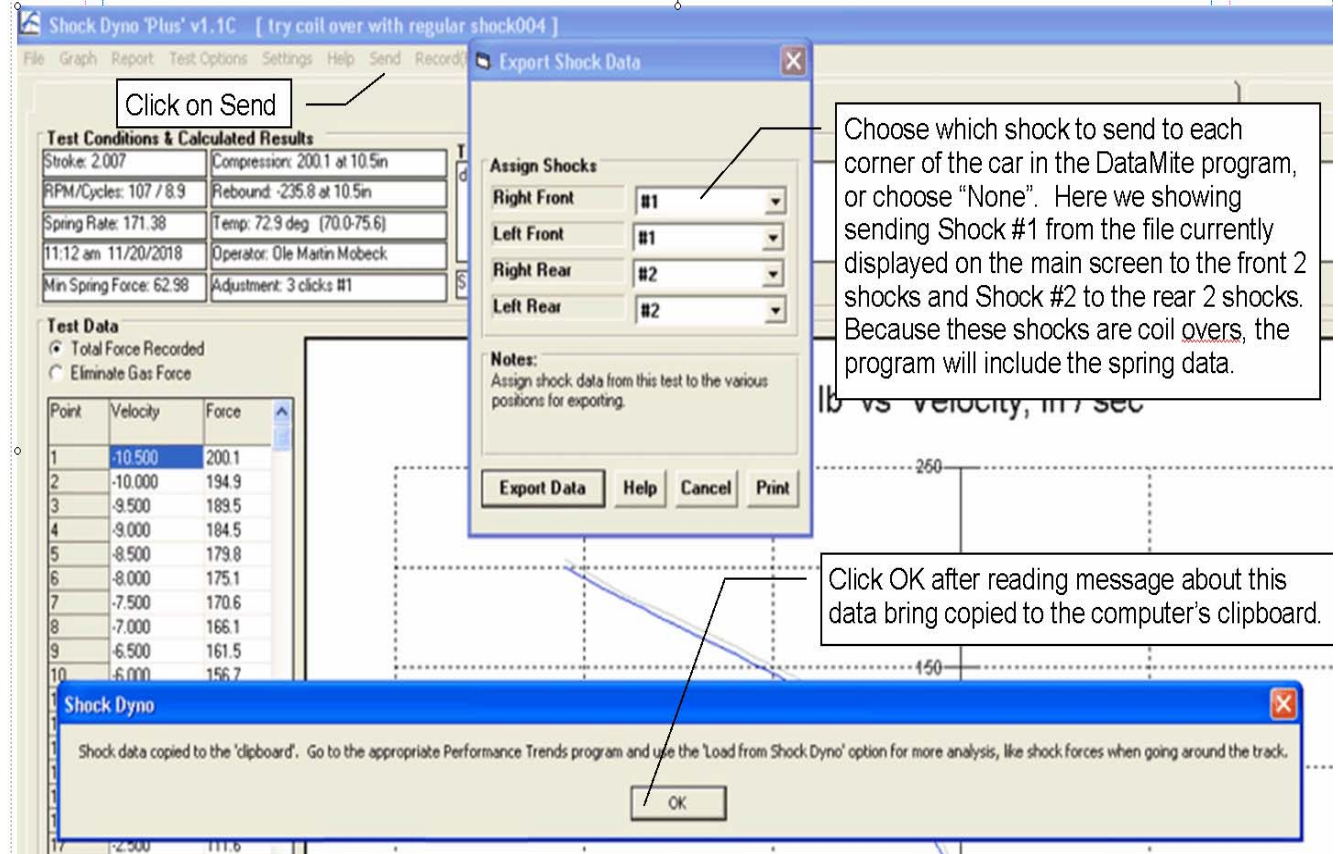 Shock Dyno 'Plus' v1.1C [ try coil over with regular shock004 ]
File Graph Report Test Options Settings Help Send Record(
Click on Send
Test Conditions & Calculated Results
Stroke: 2.007
Compression: 200.1 at 10.5in
RPM/Cycles: 107 / 8.9
Rebound: -235.8 at 10.5in
Spring Rate: 171.38
Temp: 72.9 deg (70.0-75.6)
11:12 am 11/20/2018
Operator: Ole Martin Mobeck
Min Spring Force: 62.98
Adjustment: 3 clicks #1
T
d
S
Export Shock Data
Assign Shocks
Right Front #1
Left Front #1
Right Rear #2
Left Rear #2
Notes:
Assign shock data from this test to the various
positions for exporting.
Export Data Help Cancel Print
Choose which shock to send to each
corner of the car in the DataMite program,
or choose “None”. Here we showing
sending Shock #1 from the file currently
displayed on the main screen to the front 2
shocks and Shock #2 to the rear 2 shocks.
Because these shocks are coil overs, the
program will include the spring data.
Test Data
Total Force Recorded
Eliminate Gas Force
Point Velocity Force
1 -10.500 200.1
2 -10.000 194.9
3 -9.500 189.5
4 -9.000 184.5
5 -8.500 179.8
6 -8.000 175.1
7 -7.500 170.6
8 -7.000 166.1
9 -6.500 161.5
10 -6.000 156.7
17 -2.500 111.6
lb vs Velocity, in / sec
250
150
Click OK after reading message about this
data bring copied to the computer’s clipboard.
Shock Dyno
Shock data copied to the 'clipboard'. Go to the appropriate Performance Trends program and use the 'Load from Shock Dyno' option for more analysis, like shock forces when going around the track.
OK